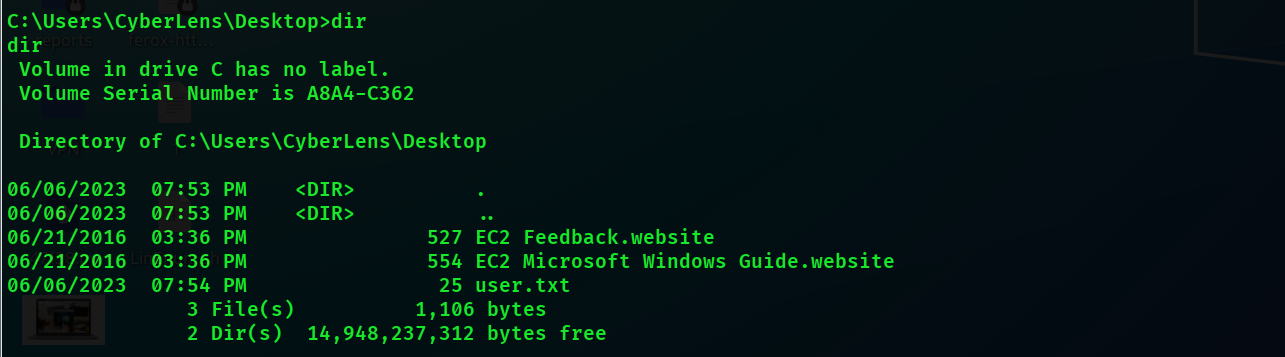 C:\Users\CyberLens\Desktop>dir
dir
 Volume in drive C has no label.
 Volume Serial Number is A8A4-C362

 Directory of C:\Users\CyberLens\Desktop

06/06/2023  07:53 PM    <DIR>          .
06/06/2023  07:53 PM    <DIR>          ..
06/21/2016  03:36 PM               527 EC2 Feedback.website
06/21/2016  03:36 PM               554 EC2 Microsoft Windows Guide.website
06/06/2023  07:54 PM                25 user.txt
               3 File(s)          1,106 bytes
               2 Dir(s)  14,948,237,312 bytes free